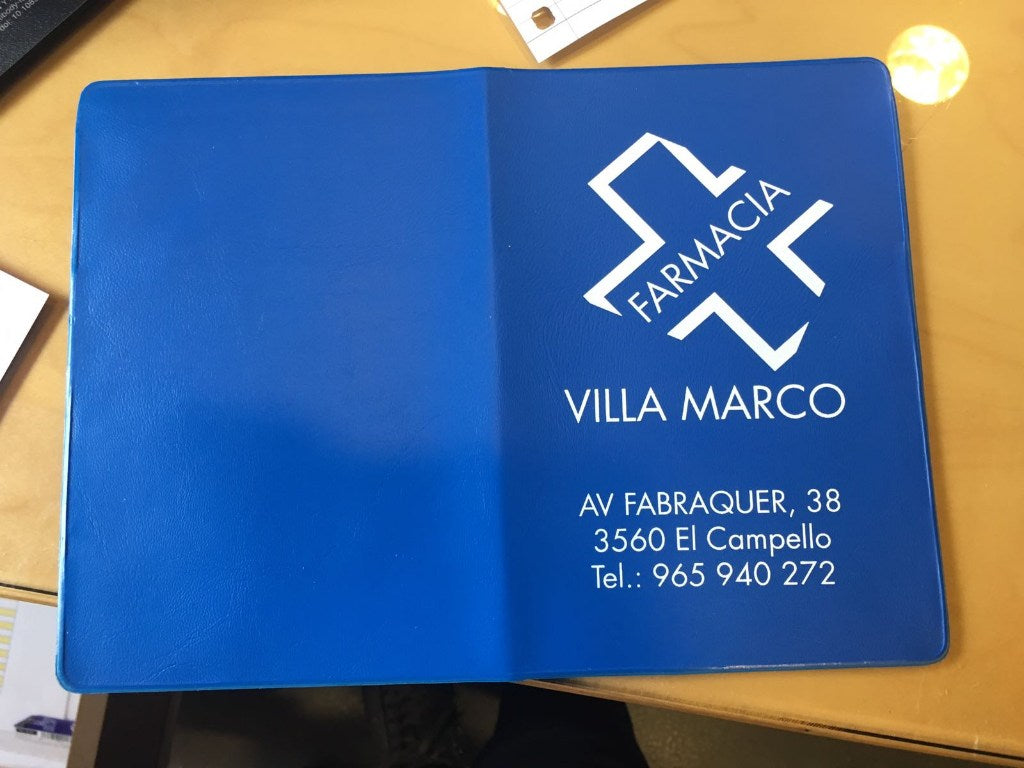 FARMACIA
VILLA MARCO
AV FABRAQUER, 38
3560 El Campello
Tel.: 965 940 272